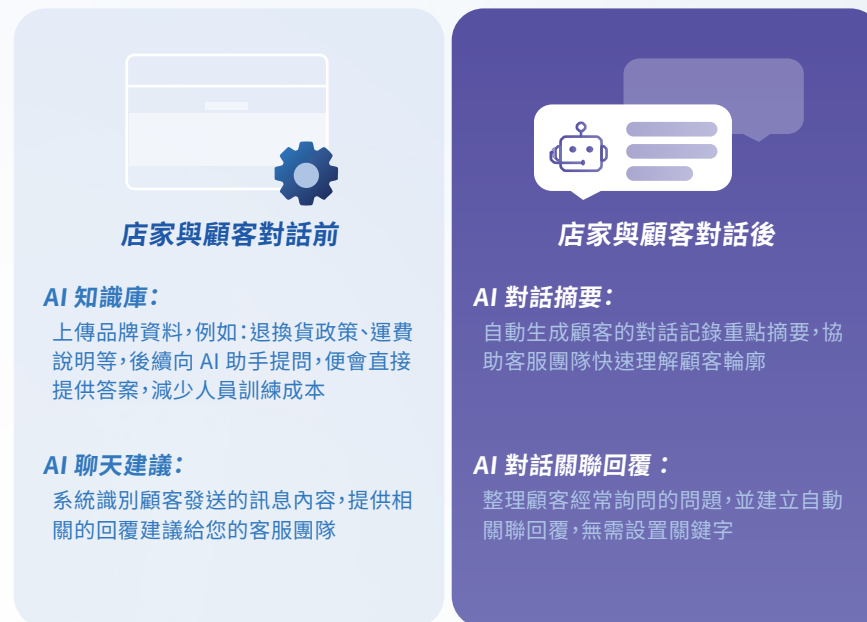 店家與顧客對話前
AI 知識庫：
上傳品牌資料，例如：退換貨政策、運費
說明等，後續向 AI 助手提問，便會直接
提供答案，減少人員訓練成本
AI 聊天建議：
系統識別顧客發送的訊息內容，提供相
關的回覆建議給您的客服團隊
店家與顧客對話後
AI 對話摘要：
自動生成顧客的對話記錄重點摘要，協
助客服團隊快速理解顧客輪廓
AI 對話關聯回覆：
整理顧客經常詢問的問題，並建立自動
關聯回覆，無需設置關鍵字